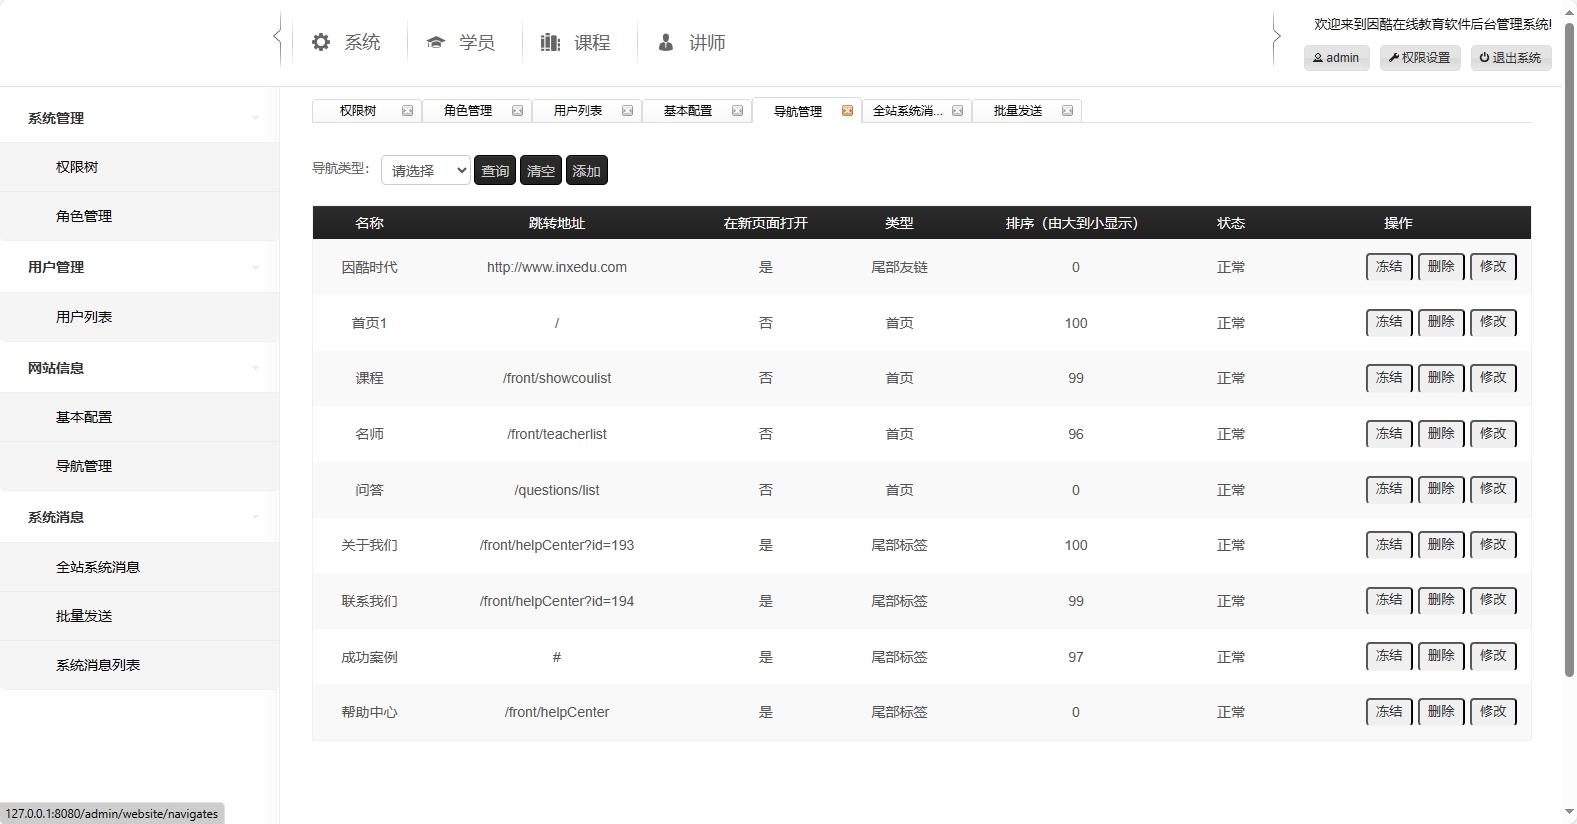 系统
学员
课程
讲师
欢迎来到因酷在线教育软件后台管理系统!
admin
权限设置
退出系统
系统管理
权限树
角色管理
用户管理
用户列表
网站信息
基本配置
导航管理
系统消息
全站系统消息
批量发送
系统消息列表
权限树 角色管理 用户列表 基本配置 导航管理 全站系统消... 批量发送
导航类型: 请选择 查询 清空 添加
名称 跳转地址 在新页面打开 类型 排序（由大到小显示） 状态 操作
因酷时代 http://www.inxedu.com 是 尾部友链 0 正常 冻结 删除 修改
首页1 / 否 首页 100 正常 冻结 删除 修改
课程 /front/showcoulist 否 首页 99 正常 冻结 删除 修改
名师 /front/teacherlist 否 首页 96 正常 冻结 删除 修改
问答 /questions/list 否 首页 0 正常 冻结 删除 修改
关于我们 /front/helpCenter?id=193 是 尾部标签 100 正常 冻结 删除 修改
联系我们 /front/helpCenter?id=194 是 尾部标签 99 正常 冻结 删除 修改
成功案例 # 是 尾部标签 97 正常 冻结 删除 修改
帮助中心 /front/helpCenter 是 尾部标签 0 正常 冻结 删除 修改
127.0.0.1:8080/admin/website/navigates